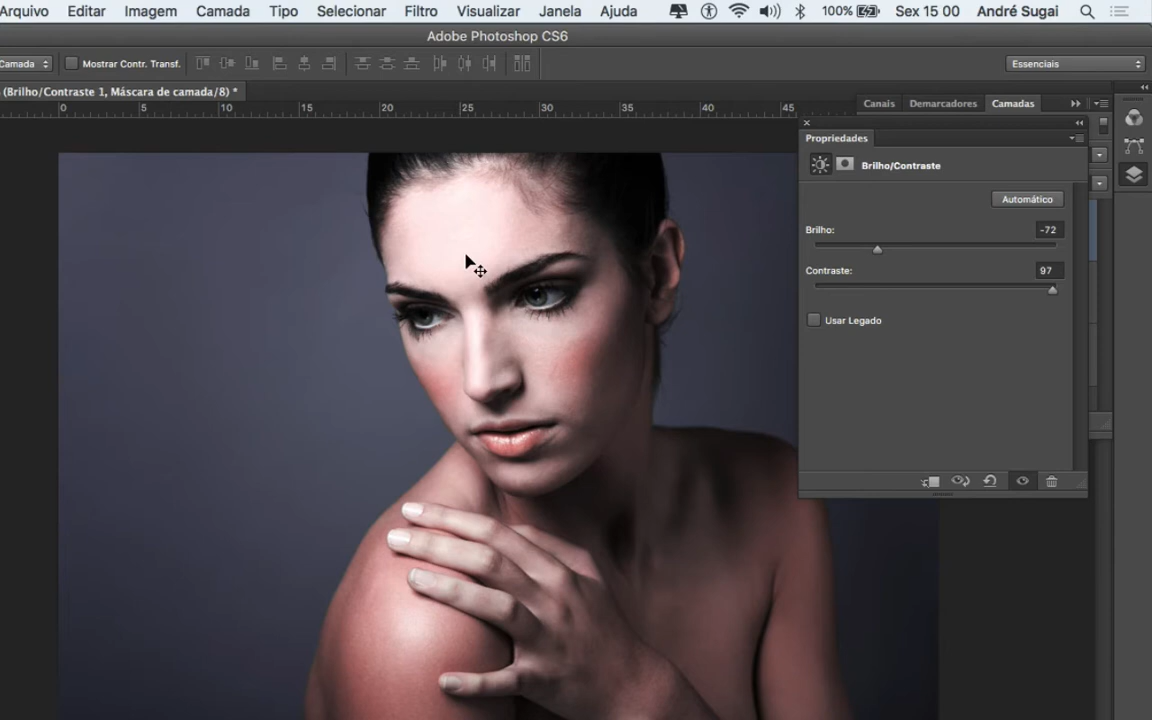 Arquivo Editar Imagem Camada Tipo Selecionar Filtro Visualizar Janela Ajuda 100% Sex 15 00 André Sugai
Adobe Photoshop CS6
Camada Mostrar Contr. Transf. Essenciais
(Brilho/Contraste 1, Máscara de camada/8) *
0 5 10 15 20 25 30 35 40 45
Canais Demarcadores Camadas
Propriedades
Brilho/Contraste
Automático
Brilho: -72
Contraste: 97
Usar Legado